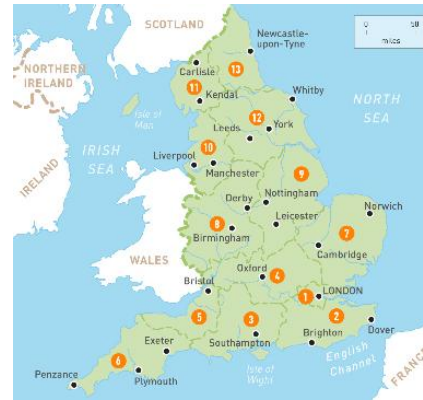 SCOTLAND
0 50
miles
Newcastle-
upon-Tyne
NORTHERN
IRELAND
Carlisle
13
11
Kendal
Isle of
Man
Whitby
NORTH
SEA
12
York
Leeds
IRISH
SEA
10
Liverpool
Manchester
9
IRELAND
Derby
Nottingham
Norwich
8
Leicester
7
Birmingham
Cambridge
WALES
Oxford
4
Bristol
1
LONDON
5
3
2
Dover
Southampton
Brighton
Exeter
English
Channel
6
Isle of
Wight
FRANC
Penzance
Plymouth